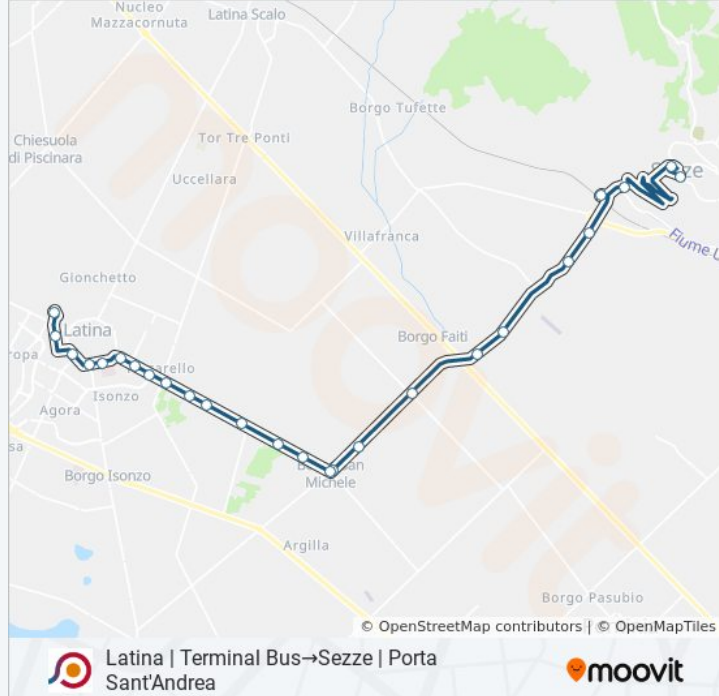 Nucleo
Mazzacornuta
Latina Scalo
Borgo Tufette
Chiesuola
di Piscinara
Tor Tre Ponti
Uccellara
Sezze
Villafranca
Fiume U
Gionchetto
Latina
Borgo Faiti
ropa
Isonzo
Agora
sa
Borgo Isonzo
Michele
Argilla
Borgo Pasubio
moovit
© OpenStreetMap contributors | © OpenMapTiles
Latina | Terminal Bus→Sezze | Porta
Sant'Andrea
moovit